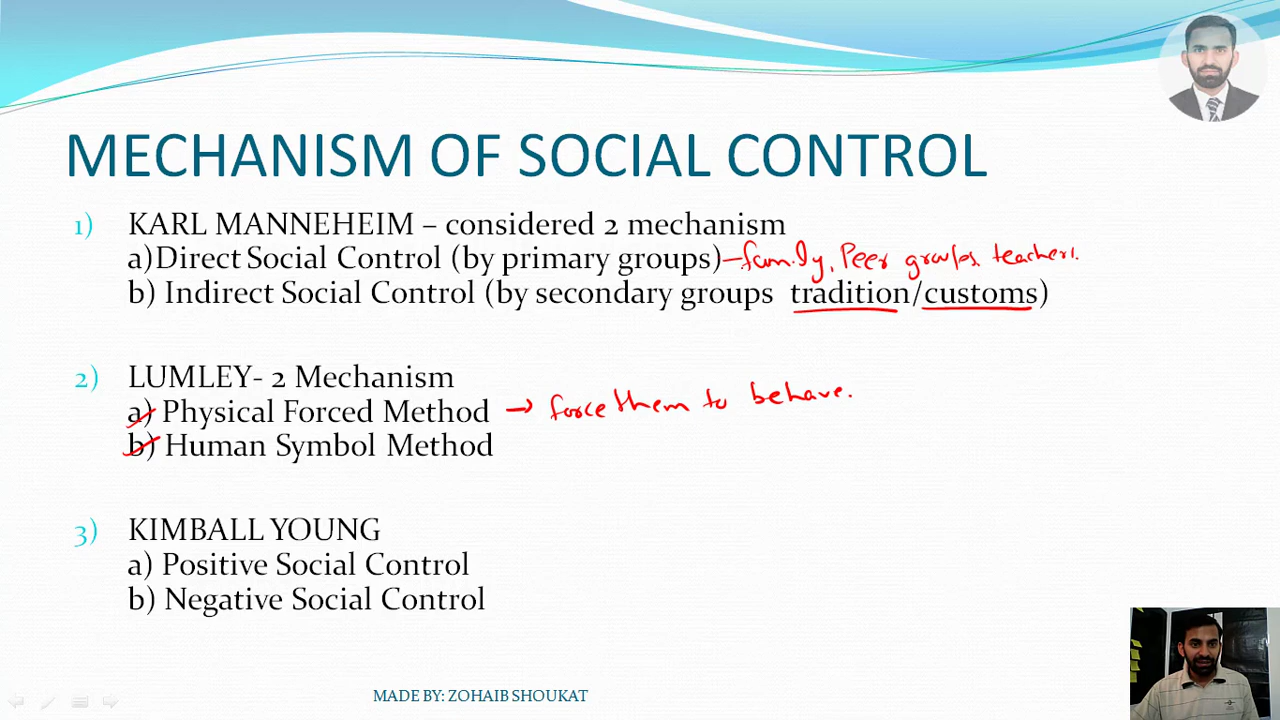 MECHANISM OF SOCIAL CONTROL
1) KARL MANNEHEIM – considered 2 mechanism
a)Direct Social Control (by primary groups) – family, Peer groups, teachers.
b) Indirect Social Control (by secondary groups tradition/customs)
2) LUMLEY- 2 Mechanism
a) Physical Forced Method → force them to behave.
b) Human Symbol Method
3) KIMBALL YOUNG
a) Positive Social Control
b) Negative Social Control
MADE BY: ZOHAIB SHOUKAT